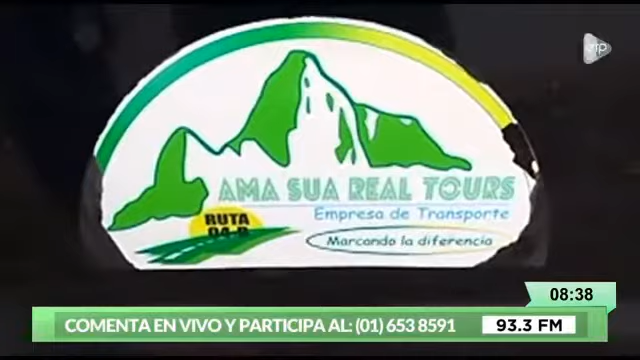 rtp
AMA SUA REAL TOURS
Empresa de Transporte
RUTA
Marcando la diferencia
08:38
COMENTA EN VIVO Y PARTICIPA AL: (01) 653 8591
93.3 FM